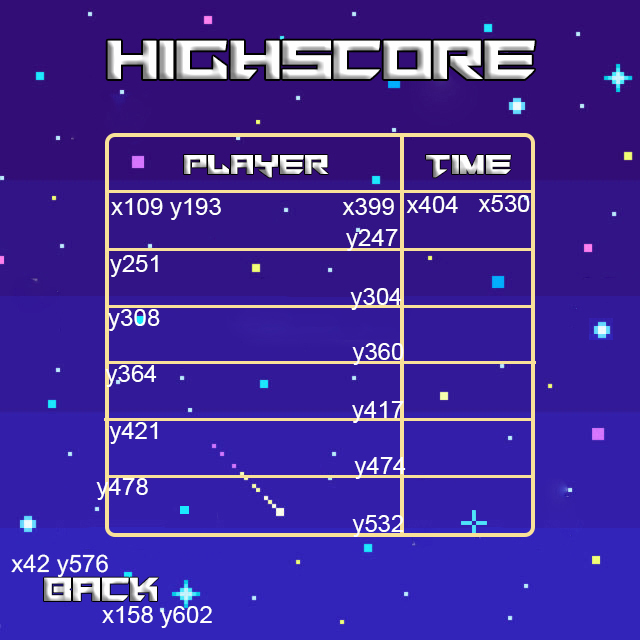 HIGHSCORE
PLAYER TIME
x109 y193 x399 x404 x530
y247
y251
y304
y308
y360
y364
y417
y421
y474
y478
y532
x42 y576
BACK
x158 y602